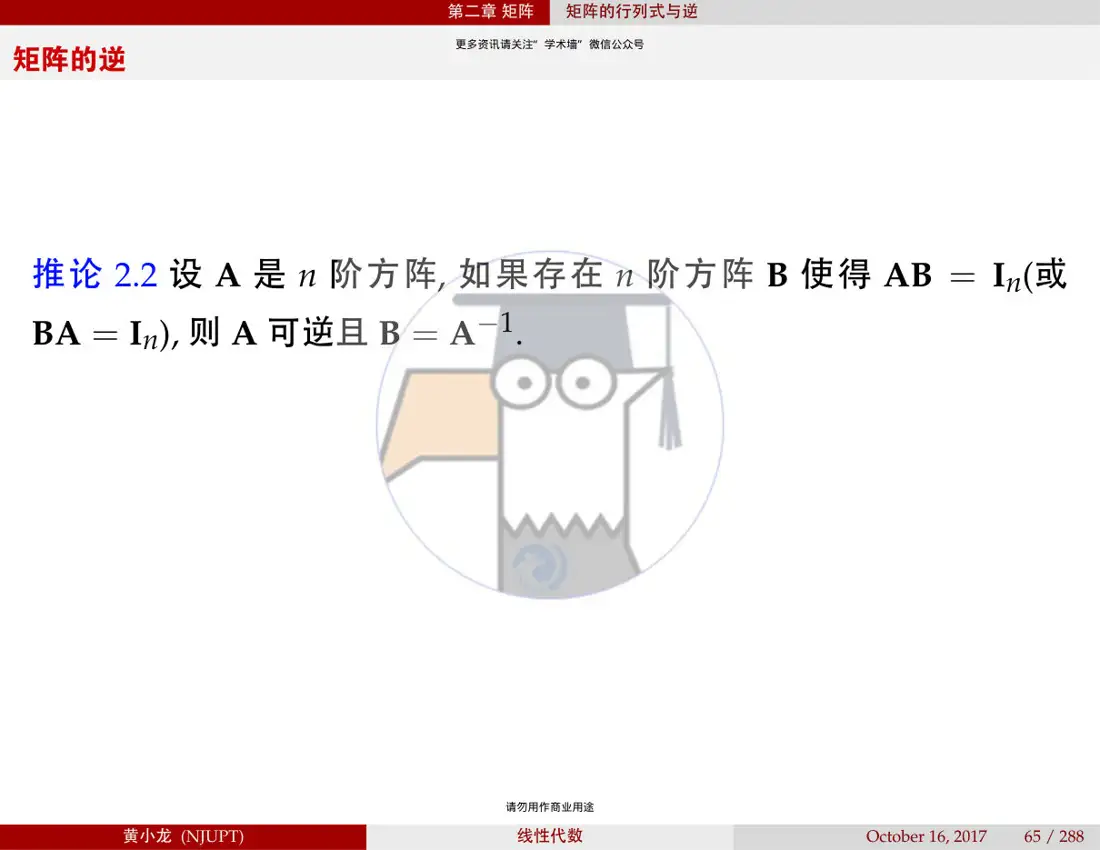 第二章 矩阵 矩阵的行列式与逆
更多资讯请关注“学术墙”微信公众号
矩阵的逆
推论 2.2 设 A 是 n 阶方阵, 如果存在 n 阶方阵 B 使得 AB = Iₙ(或
BA = Iₙ), 则 A 可逆且 B = A⁻¹.
请勿用作商业用途
黄小龙 (NJUPT) 线性代数 October 16, 2017 65 / 288